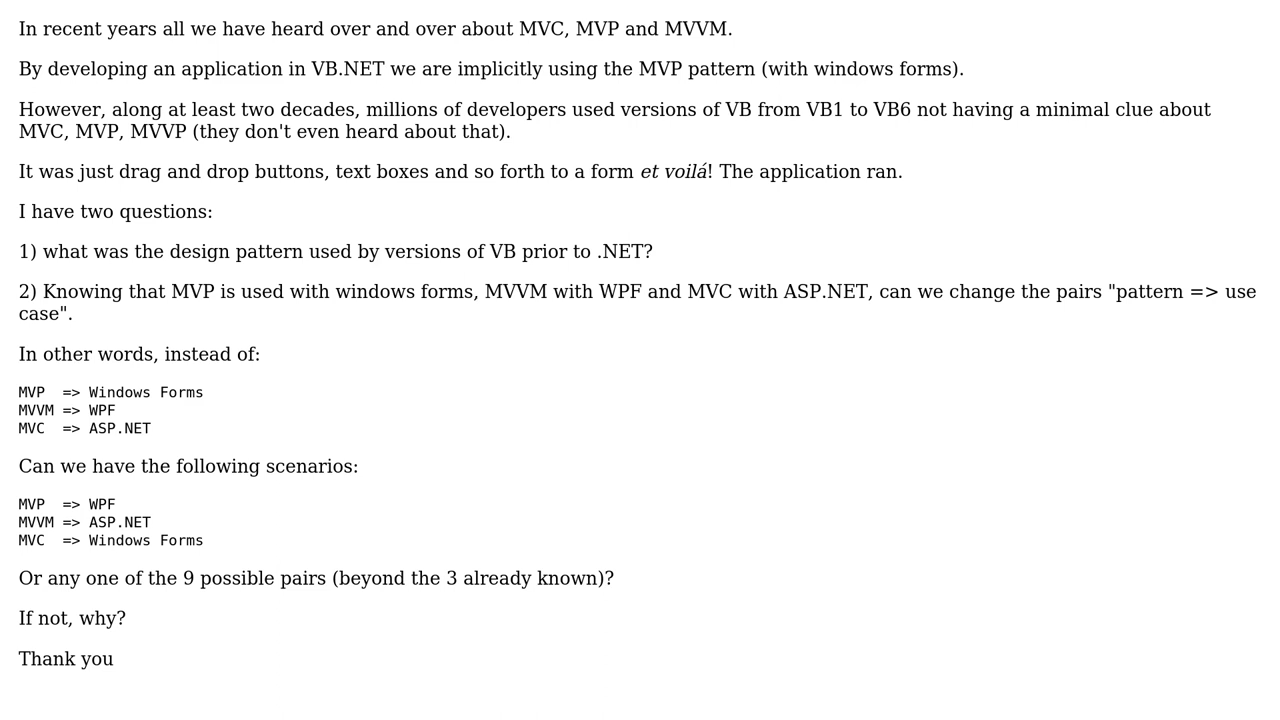 In recent years all we have heard over and over about MVC, MVP and MVVM.
By developing an application in VB.NET we are implicitly using the MVP pattern (with windows forms).
However, along at least two decades, millions of developers used versions of VB from VB1 to VB6 not having a minimal clue about
MVC, MVP, MVVP (they don't even heard about that).
It was just drag and drop buttons, text boxes and so forth to a form et voilá! The application ran.
I have two questions:
1) what was the design pattern used by versions of VB prior to .NET?
2) Knowing that MVP is used with windows forms, MVVM with WPF and MVC with ASP.NET, can we change the pairs "pattern => use
case".
In other words, instead of:
MVP  => Windows Forms
MVVM => WPF
MVC  => ASP.NET
Can we have the following scenarios:
MVP  => WPF
MVVM => ASP.NET
MVC  => Windows Forms
Or any one of the 9 possible pairs (beyond the 3 already known)?
If not, why?
Thank you